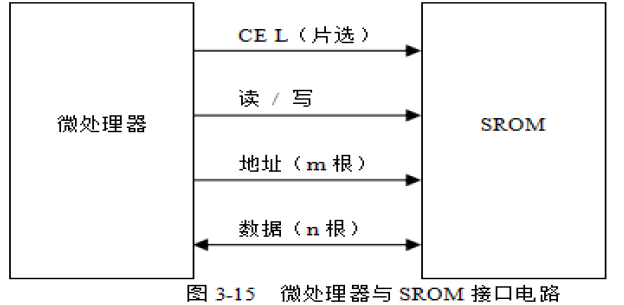 CE L（片选）
读 / 写
微处理器
SROM
地址（m 根）
数据（n 根）
图 3-15 微处理器与 SROM 接口电路